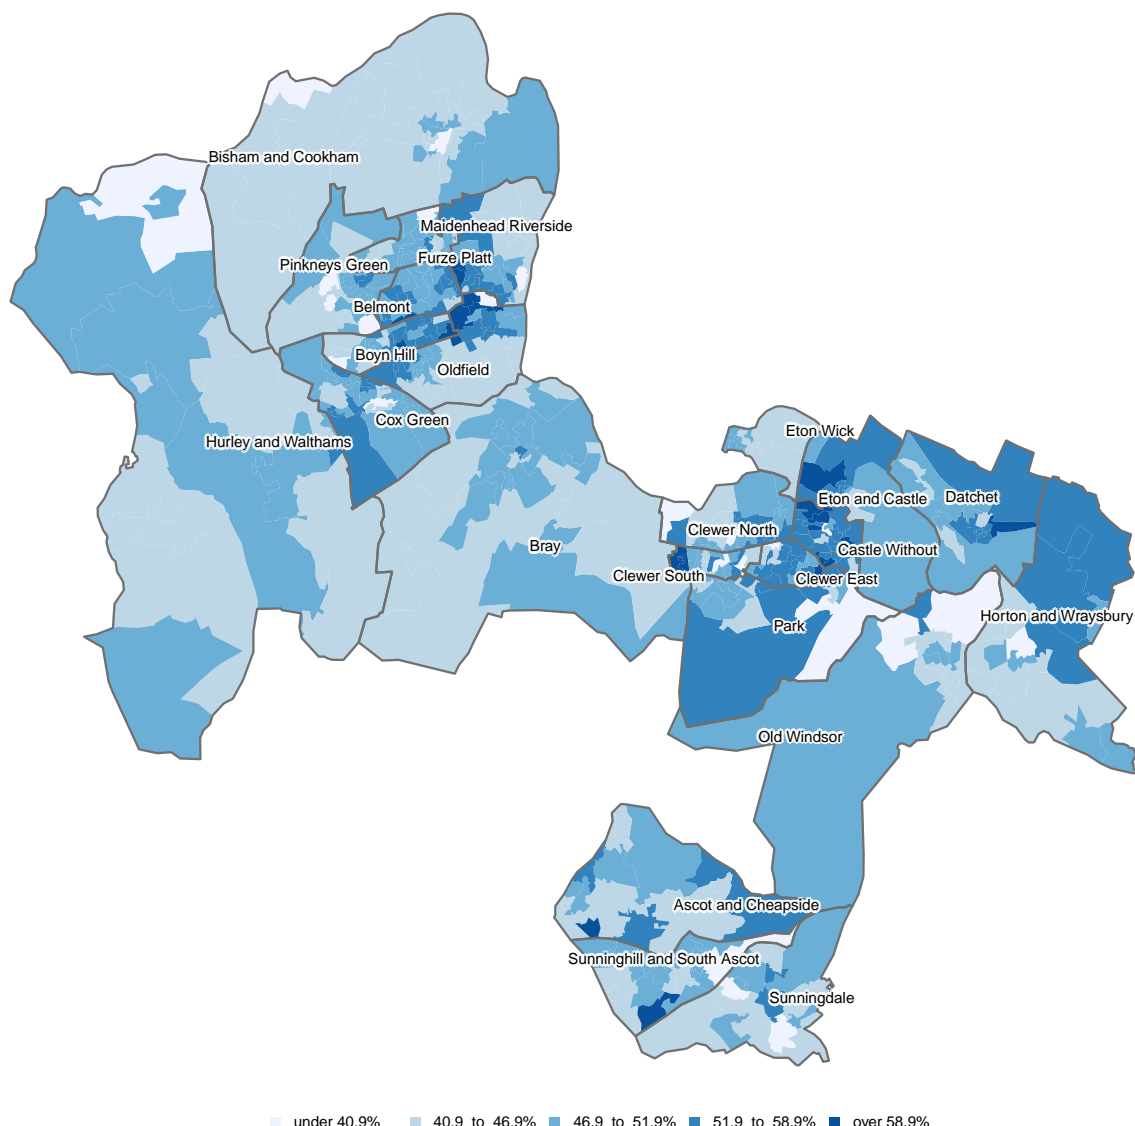 Bisham and Cookham
Maidenhead Riverside
Furze Platt
Pinkneys Green
Belmont
Boyn Hill
Oldfield
Cox Green
Eton Wick
Hurley and Walthams
Eton and Castle
Datchet
Clewer North
Bray
Castle Without
Clewer South
Clewer East
Horton and Wraysbury
Park
Old Windsor
Ascot and Cheapside
Sunninghill and South Ascot
Sunningdale
under 40.9% 40.9 to 46.9% 46.9 to 51.9% 51.9 to 58.9% over 58.9%